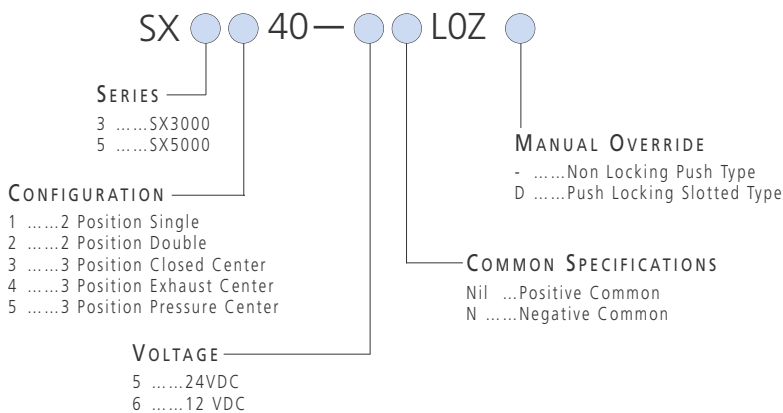 SX 40— L0Z
SERIES
3 ......SX3000
5 ......SX5000
MANUAL OVERRIDE
- ......Non Locking Push Type
D ......Push Locking Slotted Type
CONFIGURATION
1 ......2 Position Single
2 ......2 Position Double
3 ......3 Position Closed Center
4 ......3 Position Exhaust Center
5 ......3 Position Pressure Center
COMMON SPECIFICATIONS
Nil ...Positive Common
N ......Negative Common
VOLTAGE
5 ......24VDC
6 ......12 VDC